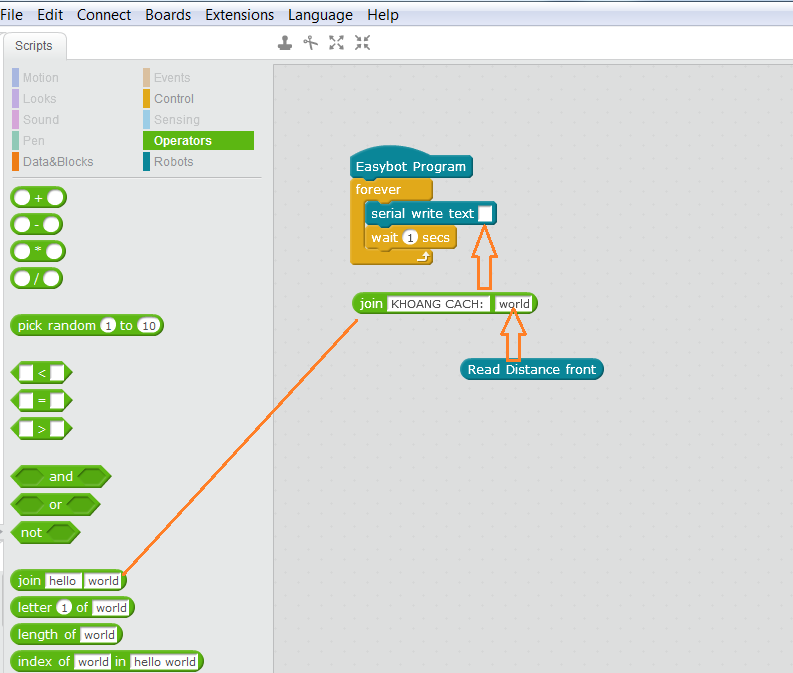 File Edit Connect Boards Extensions Language Help
Scripts
Motion Events
Looks Control
Sound Sensing
Pen Operators
Data&Blocks Robots
+
-
*
/
pick random 1 to 10
<
=
>
and
or
not
join hello world
letter 1 of world
length of world
index of world in hello world
Easybot Program
forever
serial write text
wait 1 secs
join KHOANG CACH: world
Read Distance front